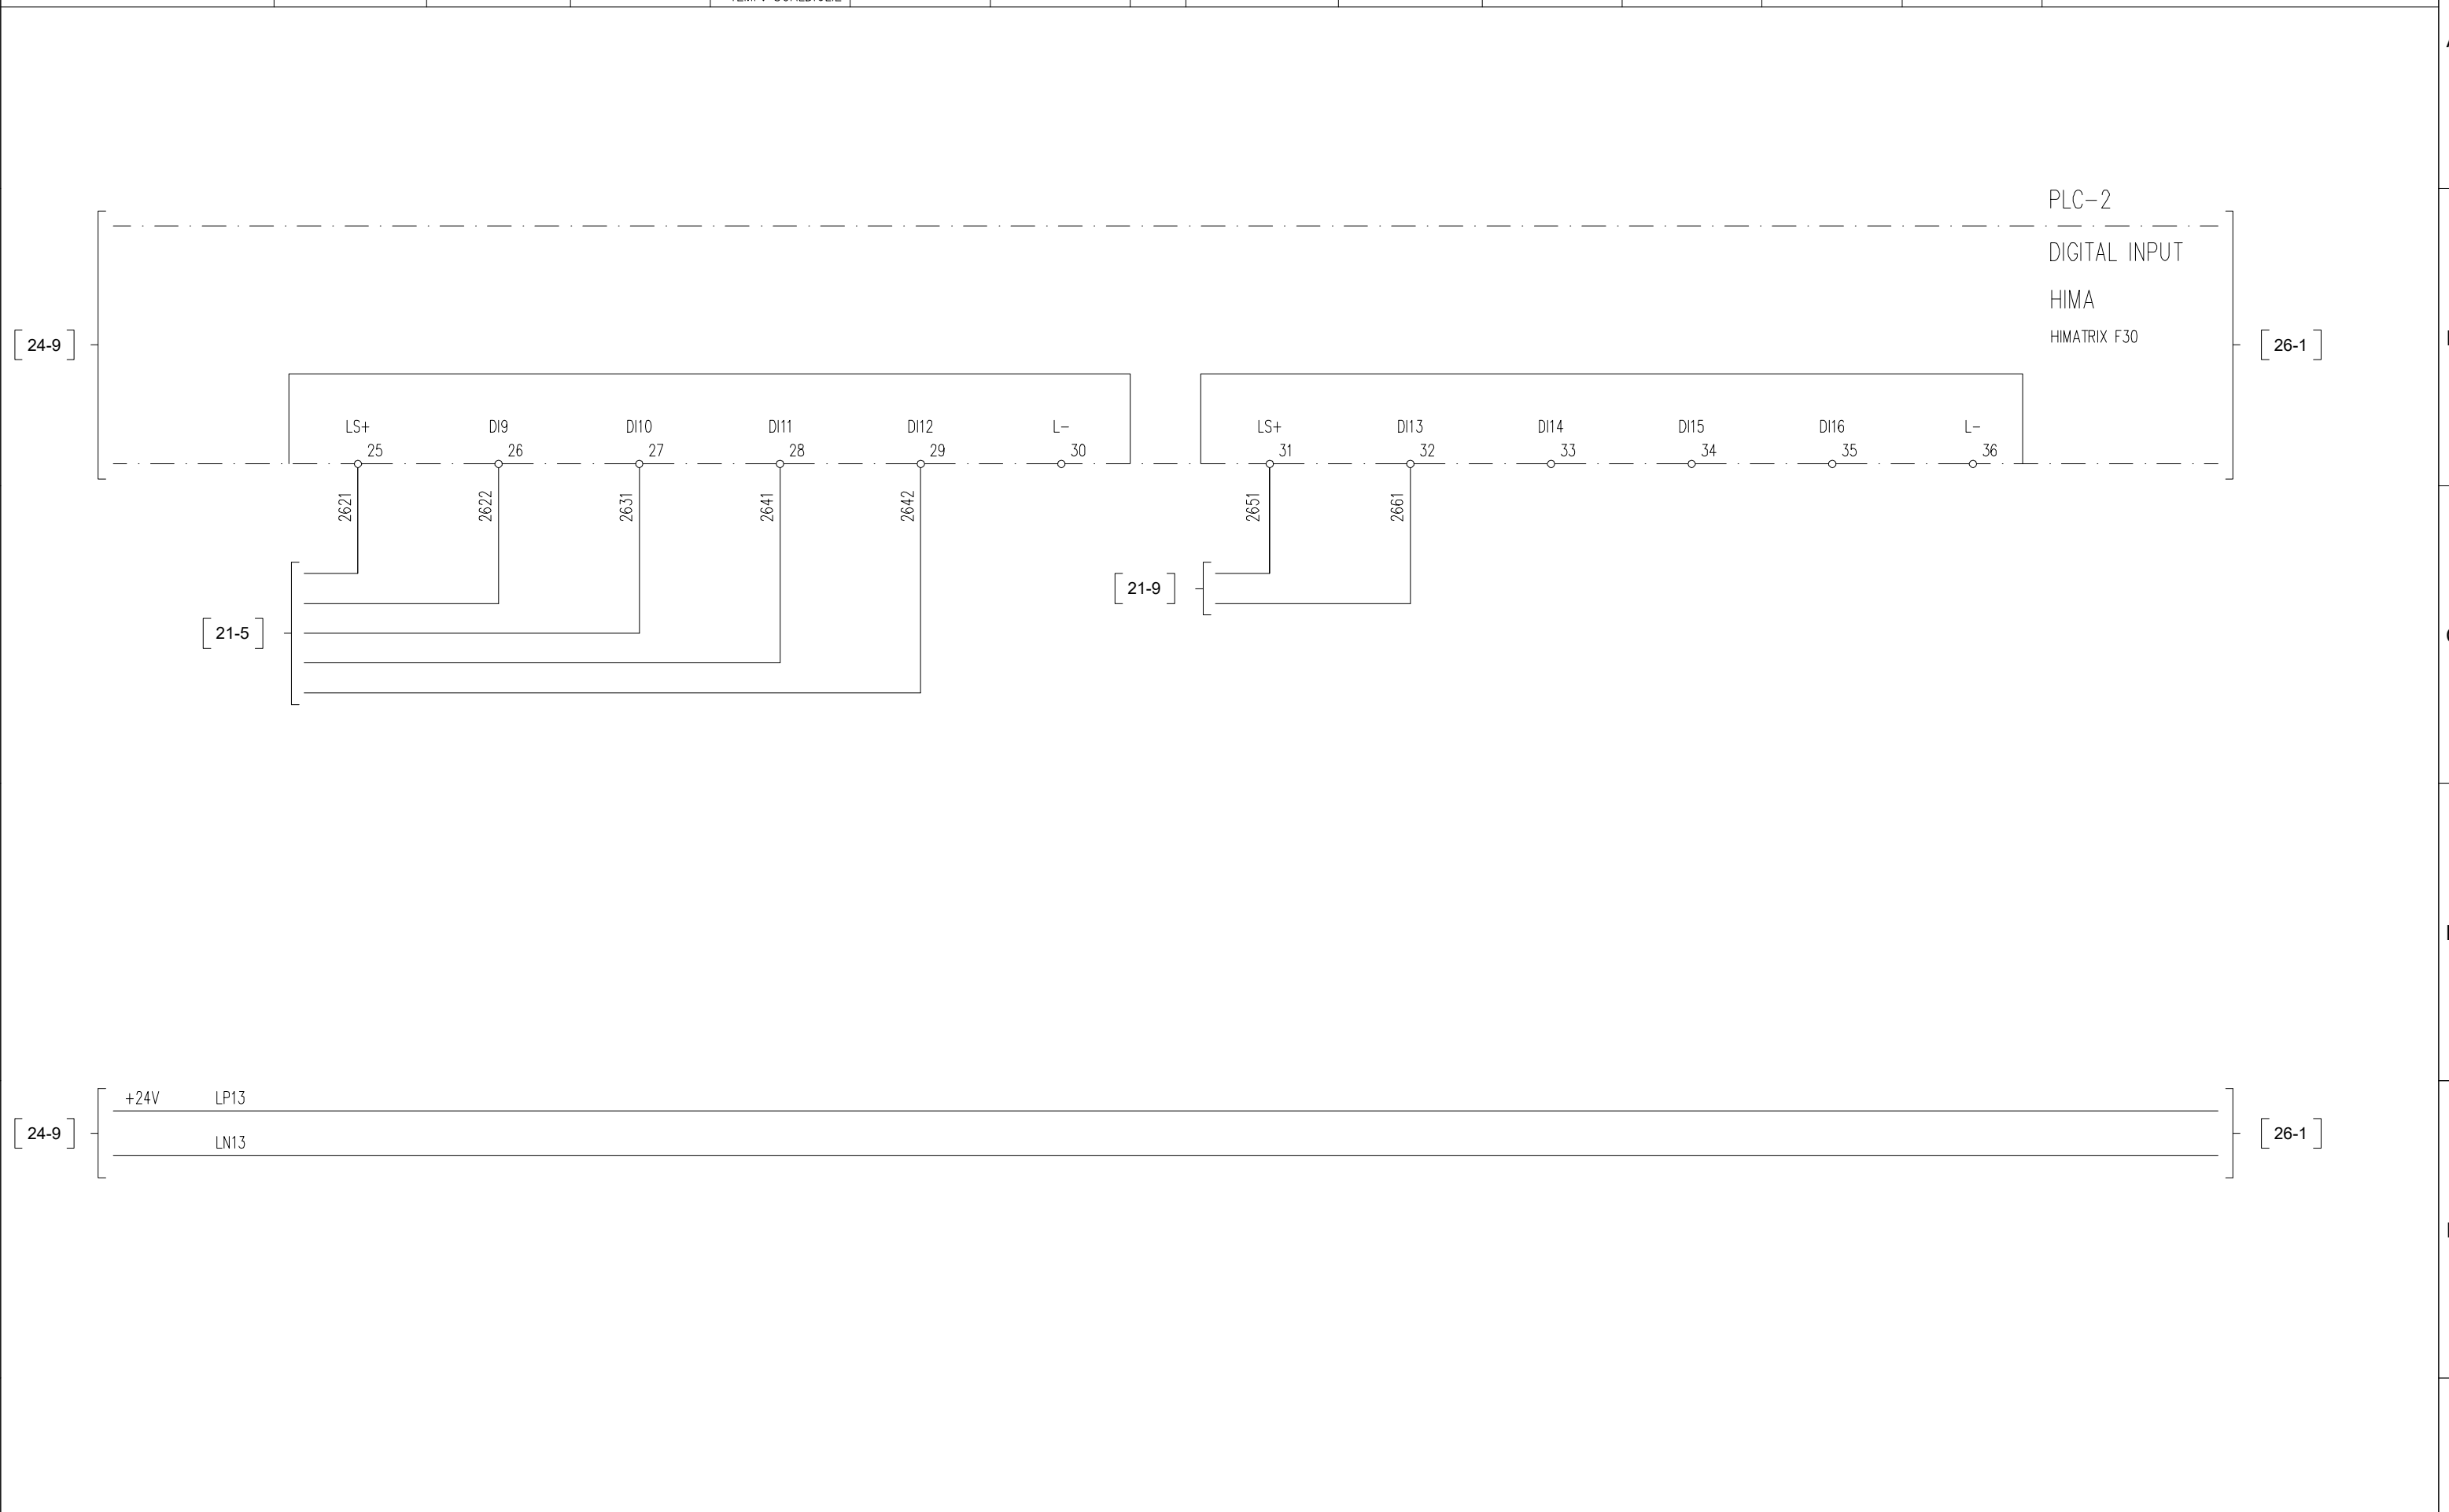 PLC-2
DIGITAL INPUT
HIMA
HIMATRIX F30
24-9
26-1
LS+ DI9 DI10 DI11 DI12 L- LS+ DI13 DI14 DI15 DI16 L-
25 26 27 28 29 30 31 32 33 34 35 36
2621 2622 2631 2641 2642 2651 2661
21-9
21-5
+24V LP13
24-9
26-1
LN13